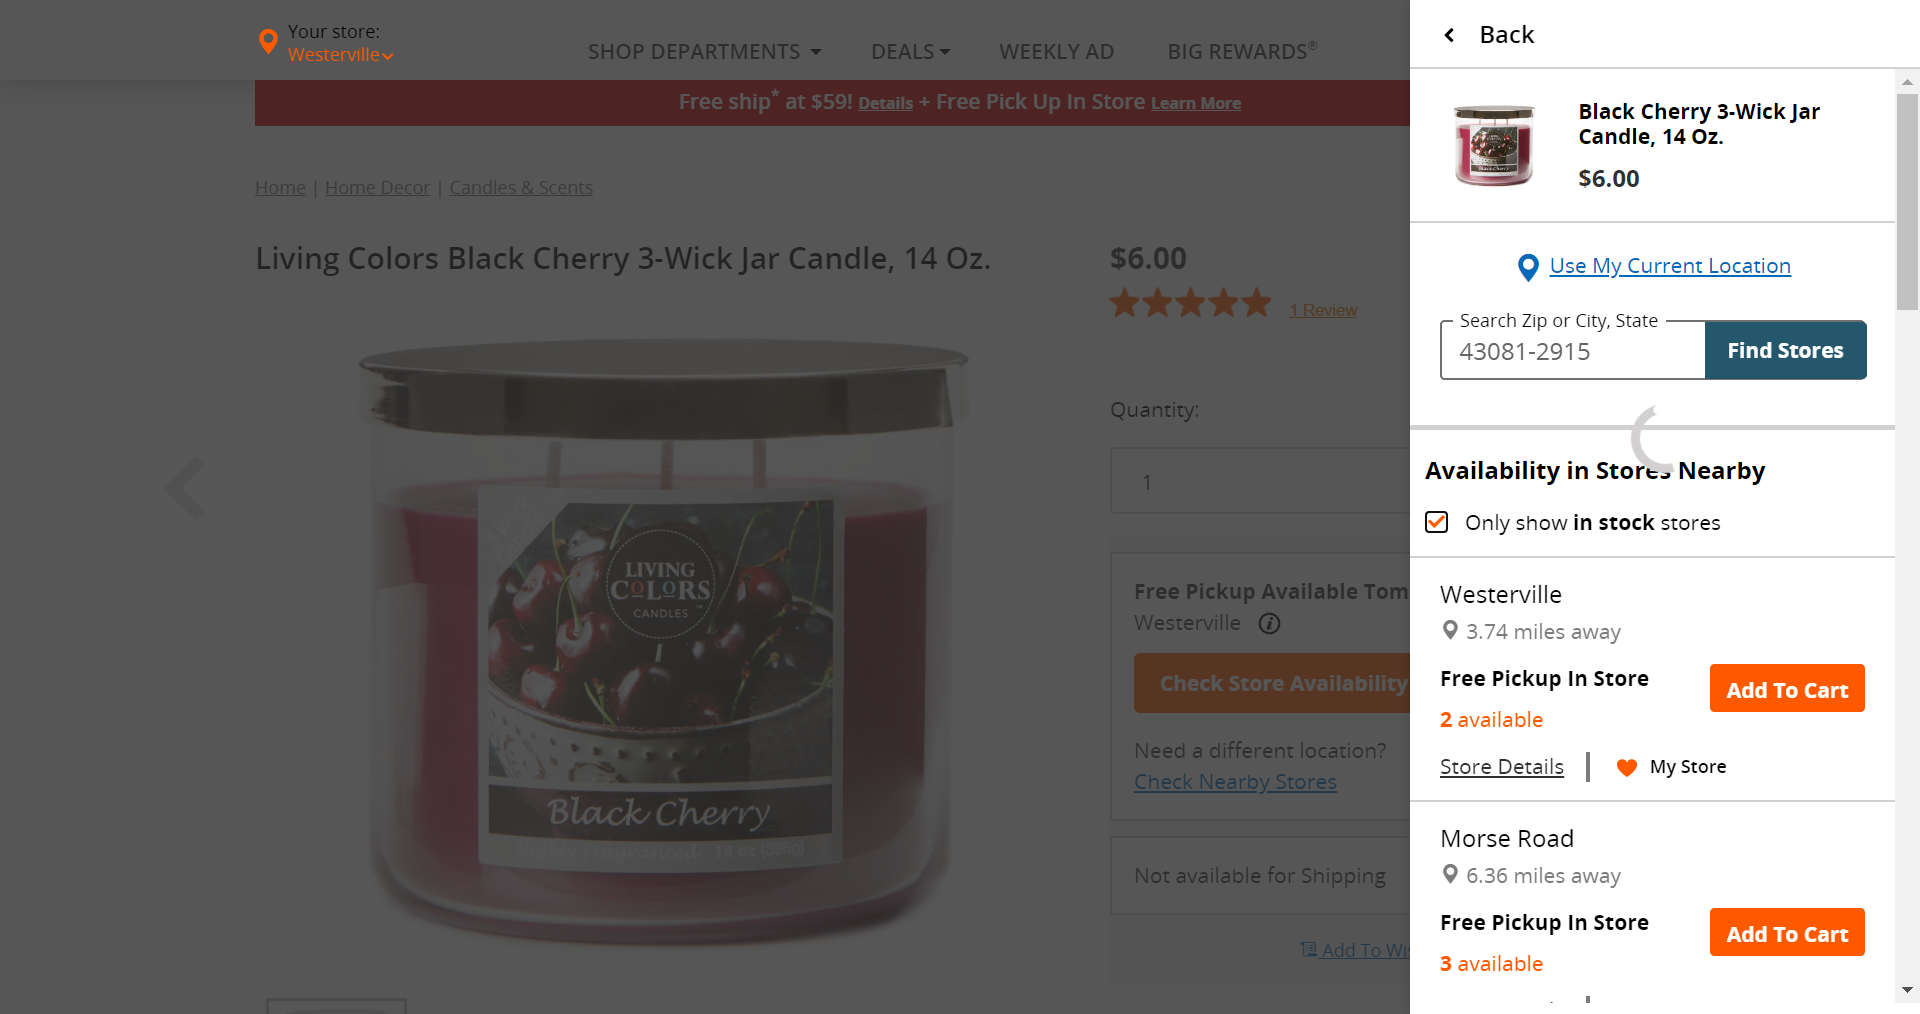 Your store:
Westerville
SHOP DEPARTMENTS
DEALS
WEEKLY AD
BIG REWARDS®
Free ship* at $59! Details + Free Pick Up In Store Learn More
Home | Home Decor | Candles & Scents
Living Colors Black Cherry 3-Wick Jar Candle, 14 Oz.
LIVING
COLORS
CANDLES ™
Black Cherry
Highly Fragranced 14 oz (396g)
$6.00
1 Review
Quantity:
1
Free Pickup Available Tom
Westerville
Check Store Availability
Need a different location?
Check Nearby Stores
Not available for Shipping
Add To Wi
Back
Black Cherry 3-Wick Jar
Candle, 14 Oz.
$6.00
Use My Current Location
Search Zip or City, State
43081-2915
Find Stores
Availability in Stores Nearby
Only show in stock stores
Westerville
3.74 miles away
Free Pickup In Store
Add To Cart
2 available
Store Details
My Store
Morse Road
6.36 miles away
Free Pickup In Store
Add To Cart
3 available